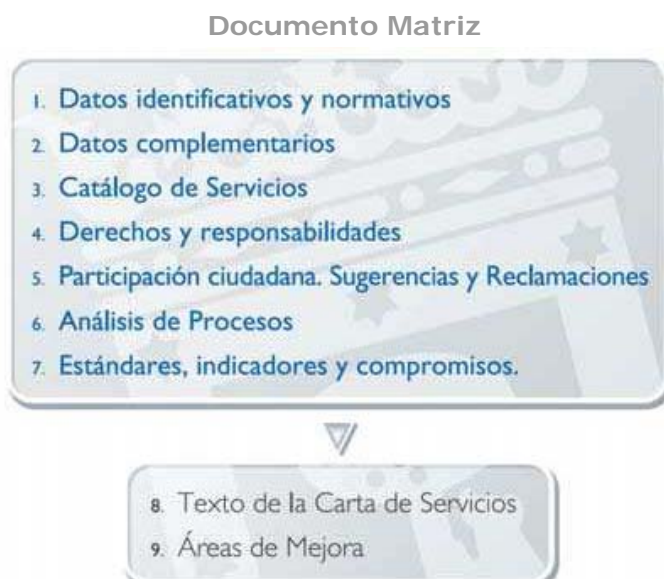 Documento Matriz
1. Datos identificativos y normativos
2. Datos complementarios
3. Catálogo de Servicios
4. Derechos y responsabilidades
5. Participación ciudadana. Sugerencias y Reclamaciones
6. Análisis de Procesos
7. Estándares, indicadores y compromisos.
8. Texto de la Carta de Servicios
9. Áreas de Mejora